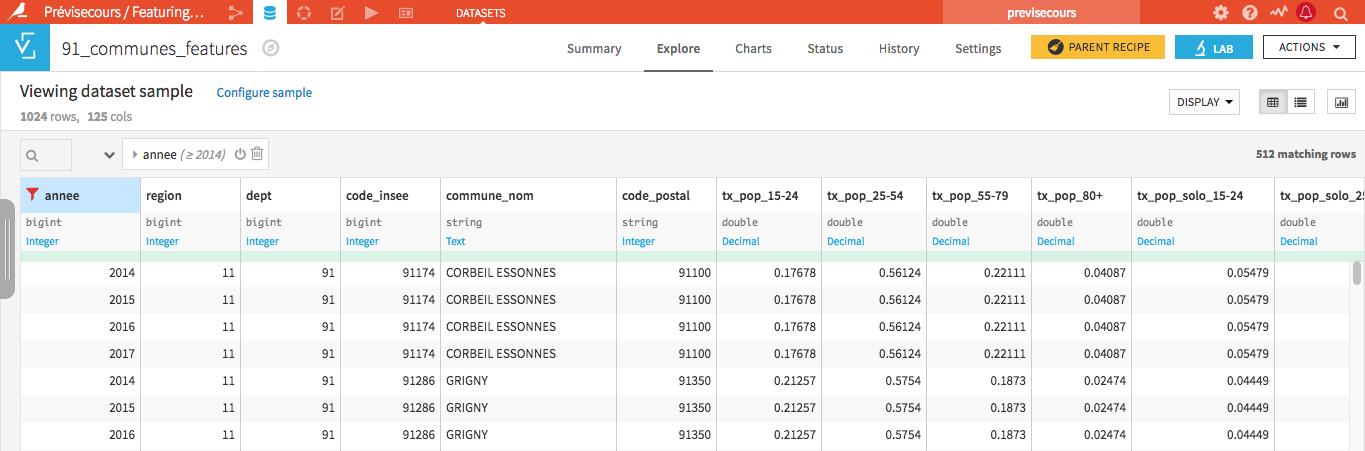 Prévisecours / Featuring... DATASETS previsecours
91_communes_features Summary Explore Charts Status History Settings PARENT RECIPE LAB ACTIONS
Viewing dataset sample Configure sample
DISPLAY
1024 rows, 125 cols
annee (≥ 2014) 512 matching rows
annee region dept code_insee commune_nom code_postal tx_pop_15-24 tx_pop_25-54 tx_pop_55-79 tx_pop_80+ tx_pop_solo_15-24 tx_pop_solo_25
bigint bigint bigint bigint string string double double double double double double
Integer Integer Integer Integer Text Integer Decimal Decimal Decimal Decimal Decimal Decimal
2014 11 91 91174 CORBEIL ESSONNES 91100 0.17678 0.56124 0.22111 0.04087 0.05479
2015 11 91 91174 CORBEIL ESSONNES 91100 0.17678 0.56124 0.22111 0.04087 0.05479
2016 11 91 91174 CORBEIL ESSONNES 91100 0.17678 0.56124 0.22111 0.04087 0.05479
2017 11 91 91174 CORBEIL ESSONNES 91100 0.17678 0.56124 0.22111 0.04087 0.05479
2014 11 91 91286 GRIGNY 91350 0.21257 0.5754 0.1873 0.02474 0.04449
2015 11 91 91286 GRIGNY 91350 0.21257 0.5754 0.1873 0.02474 0.04449
2016 11 91 91286 GRIGNY 91350 0.21257 0.5754 0.1873 0.02474 0.04449